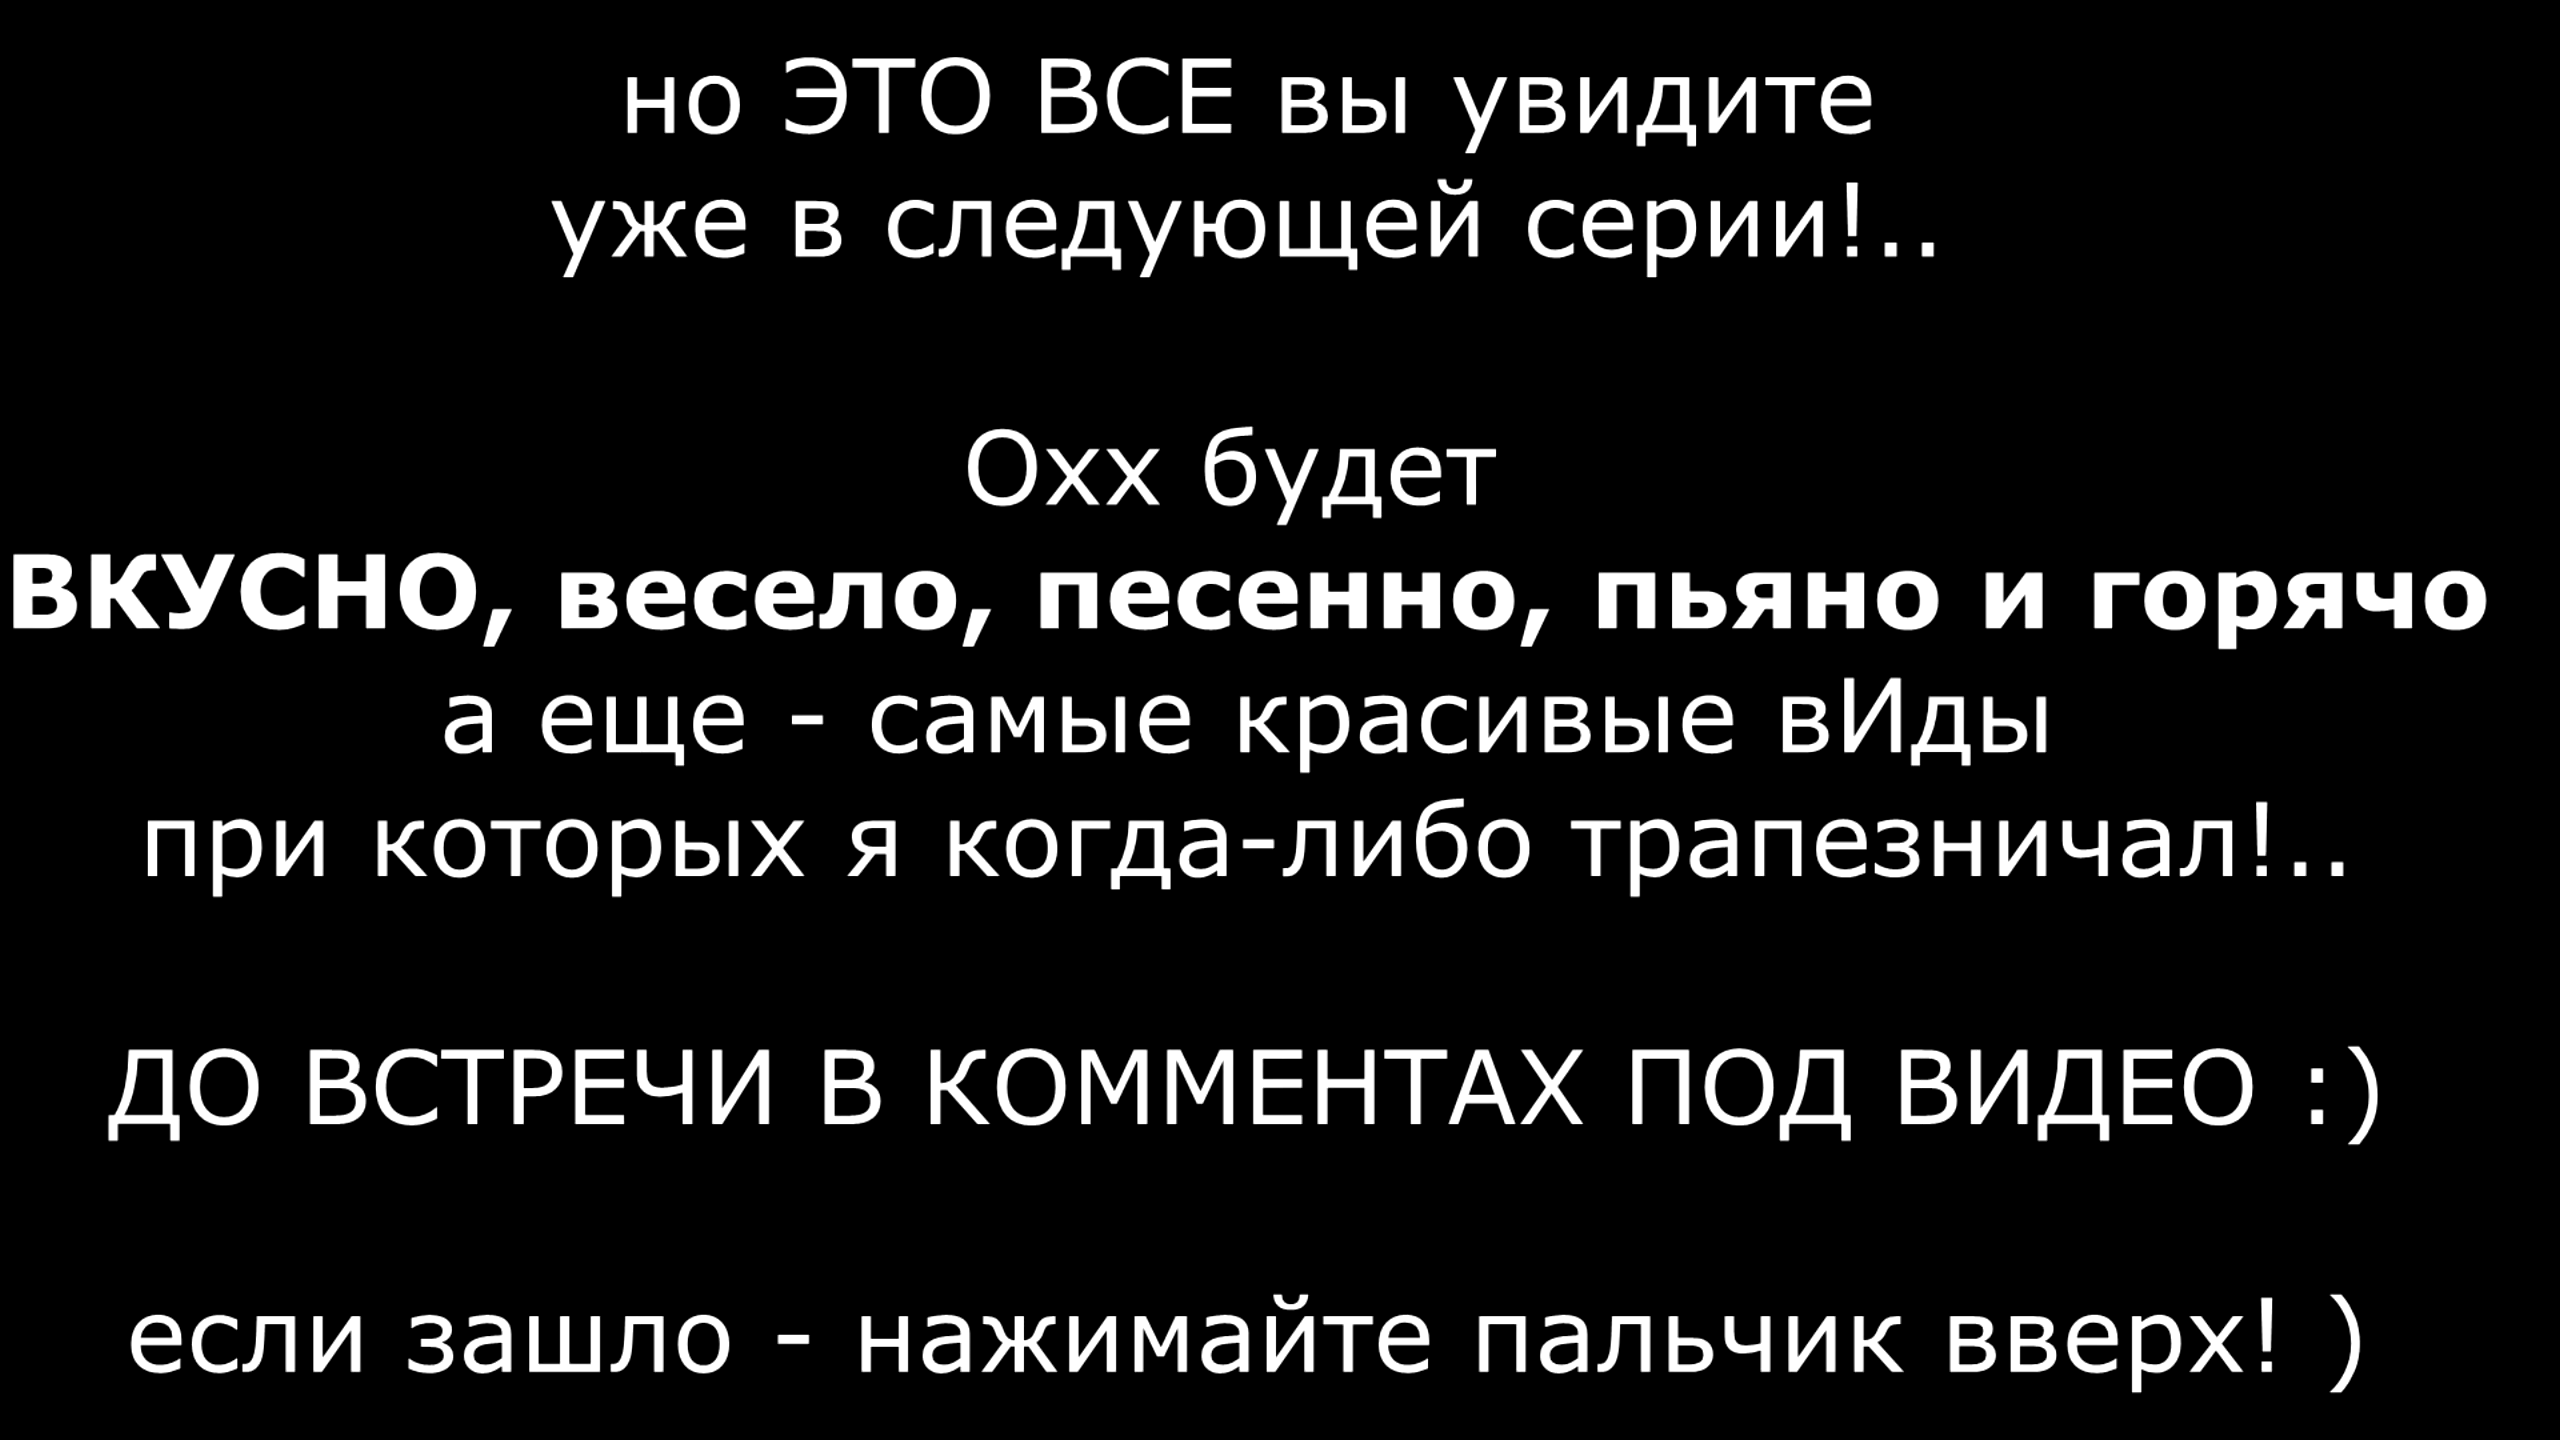 но ЭТО ВСЕ вы увидите
уже в следующей серии!..
Охх будет
ВКУСНО, весело, песенно, пьяно и горячо
а еще - самые красивые вИды
при которых я когда-либо трапезничал!..
ДО ВСТРЕЧИ В КОММЕНТАХ ПОД ВИДЕО :)
если зашло - нажимайте пальчик вверх! )